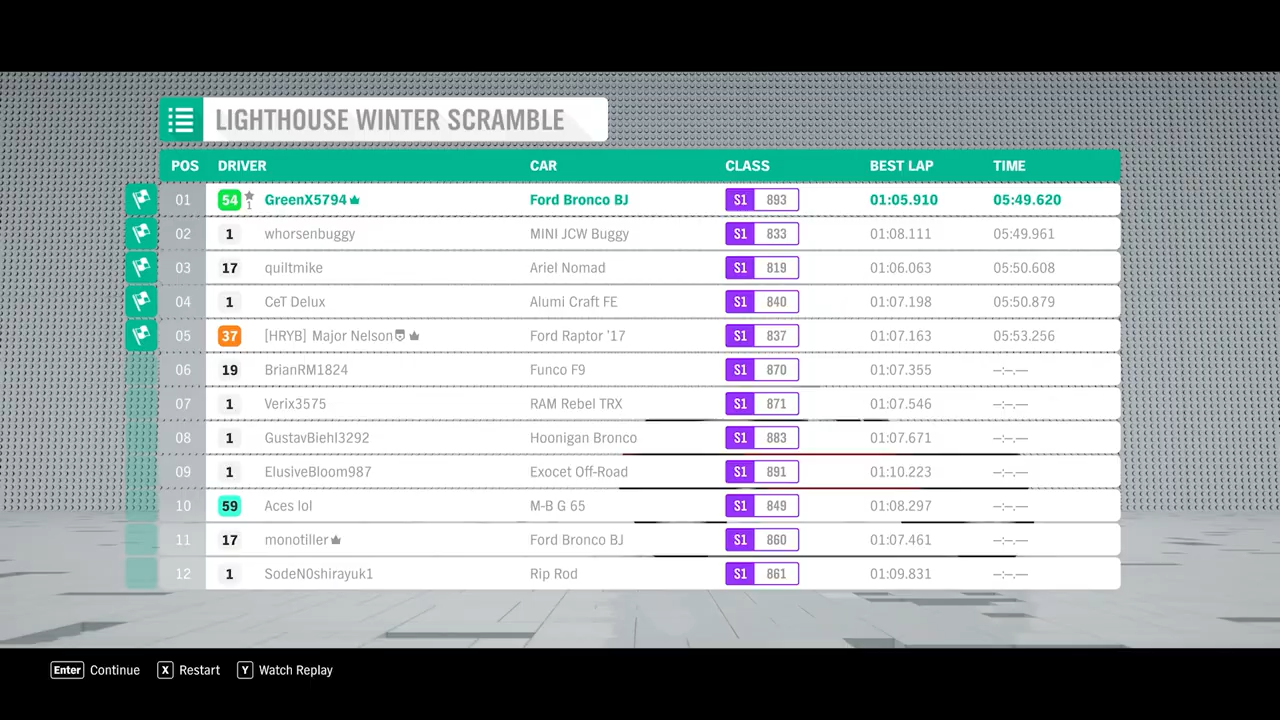 LIGHTHOUSE WINTER SCRAMBLE
POS DRIVER CAR CLASS BEST LAP TIME
01 54 1 GreenX5794 Ford Bronco BJ S1 893 01:05.910 05:49.620
02 1 whorsenbuggy MINI JCW Buggy S1 833 01:08.111 05:49.961
03 17 quiltmike Ariel Nomad S1 819 01:06.063 05:50.608
04 1 CeT Delux Alumi Craft FE S1 840 01:07.198 05:50.879
05 37 [HRYB] Major Nelson Ford Raptor '17 S1 837 01:07.163 05:53.256
06 19 BrianRM1824 Funco F9 S1 870 01:07.355 --:--.---
07 1 Verix3575 RAM Rebel TRX S1 871 01:07.546 --:--.---
08 1 GustavBiehl3292 Hoonigan Bronco S1 883 01:07.671 --:--.---
09 1 ElusiveBloom987 Exocet Off-Road S1 891 01:10.223 --:--.---
10 59 Aces lol M-B G 65 S1 849 01:08.297 --:--.---
11 17 monotiller Ford Bronco BJ S1 860 01:07.461 --:--.---
12 1 SodeN0shirayuk1 Rip Rod S1 861 01:09.831 --:--.---
Enter Continue X Restart Y Watch Replay